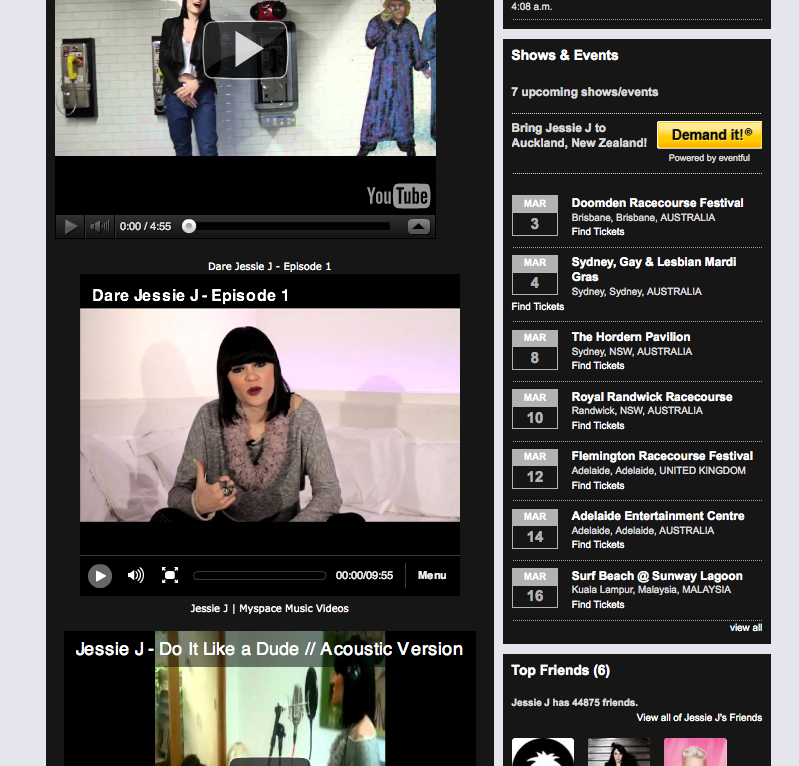 YouTube
0:00 / 4:55
Dare Jessie J - Episode 1
Dare Jessie J - Episode 1
00:00/09:55
Menu
Jessie J | Myspace Music Videos
Jessie J - Do It Like a Dude // Acoustic Version
4:08 a.m.
Shows & Events
7 upcoming shows/events
Bring Jessie J to
Auckland, New Zealand!
Demand it!®
Powered by eventful
MAR
3
Doomden Racecourse Festival
Brisbane, Brisbane, AUSTRALIA
Find Tickets
MAR
4
Sydney, Gay & Lesbian Mardi
Gras
Sydney, Sydney, AUSTRALIA
Find Tickets
MAR
8
The Hordern Pavilion
Sydney, NSW, AUSTRALIA
Find Tickets
MAR
10
Royal Randwick Racecourse
Randwick, NSW, AUSTRALIA
Find Tickets
MAR
12
Flemington Racecourse Festival
Adelaide, Adelaide, UNITED KINGDOM
Find Tickets
MAR
14
Adelaide Entertainment Centre
Adelaide, Adelaide, AUSTRALIA
Find Tickets
MAR
16
Surf Beach @ Sunway Lagoon
Kuala Lampur, Malaysia, MALAYSIA
Find Tickets
view all
Top Friends (6)
Jessie J has 44875 friends.
View all of Jessie J's Friends